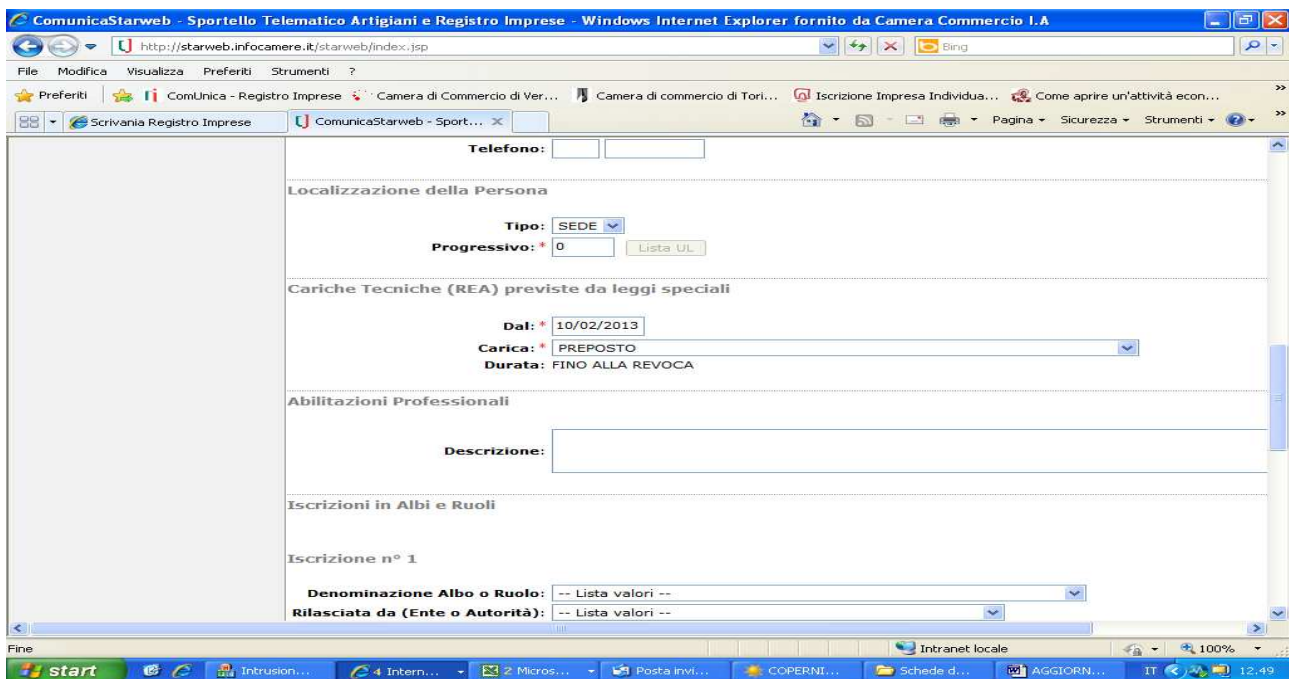 ComunicaStarweb - Sportello Telematico Artigiani e Registro Imprese - Windows Internet Explorer fornito da Camera Commercio I.A
http://starweb.infocamere.it/starweb/index.jsp Bing
File Modifica Visualizza Preferiti Strumenti ?
Preferiti ComUnica - Registro Imprese Camera di Commercio di Ver... Camera di commercio di Tori... Iscrizione Impresa Individua... Come aprire un'attività econ... »
Scrivania Registro Imprese ComunicaStarweb - Sport... Pagina Sicurezza Strumenti »
Telefono:
Localizzazione della Persona
Tipo: SEDE
Progressivo: * 0 Lista UL
Cariche Tecniche (REA) previste da leggi speciali
Dal: * 10/02/2013
Carica: * PREPOSTO
Durata: FINO ALLA REVOCA
Abilitazioni Professionali
Descrizione:
Iscrizioni in Albi e Ruoli
Iscrizione n° 1
Denominazione Albo o Ruolo: -- Lista valori --
Rilasciata da (Ente o Autorità): -- Lista valori --
Fine Intranet locale 100%
start Intrusion... 4 Intern... 2 Micros... Posta invi... COPERNI... Schede d... AGGIORN... IT 12.49